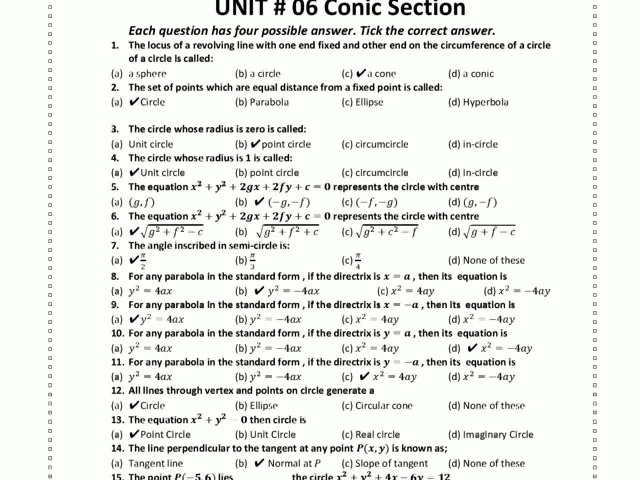 UNIT # 06 Conic Section
Each question has four possible answer. Tick the correct answer.
1. The locus of a revolving line with one end fixed and other end on the circumference of a circle
of a circle is called:
(a) a sphere (b) a circle (c) ✔a cone (d) a conic
2. The set of points which are equal distance from a fixed point is called:
(a) ✔Circle (b) Parabola (c) Ellipse (d) Hyperbola
3. The circle whose radius is zero is called:
(a) Unit circle (b) ✔point circle (c) circumcircle (d) in-circle
4. The circle whose radius is 1 is called:
(a) ✔Unit circle (b) point circle (c) circumcircle (d) In-circle
5. The equation x² + y² + 2gx + 2fy + c = 0 represents the circle with centre
(a) (g, f) (b) ✔ (−g, −f) (c) (−f, −g) (d) (g, −f)
6. The equation x² + y² + 2gx + 2fy + c = 0 represents the circle with centre
(a) ✔√(g² + f² − c) (b) √(g² + f² + c) (c) √(g² + c² − f) (d) √(g + f − c)
7. The angle inscribed in semi-circle is:
(a) ✔π/2 (b) π/3 (c) π/4 (d) None of these
8. For any parabola in the standard form , if the directrix is x = a, then its equation is
(a) y² = 4ax (b) ✔ y² = −4ax (c) x² = 4ay (d) x² = −4ay
9. For any parabola in the standard form , if the directrix is x = −a, then its equation is
(a) ✔y² = 4ax (b) y² = −4ax (c) x² = 4ay (d) x² = −4ay
10. For any parabola in the standard form , if the directrix is y = a , then its equation is
(a) y² = 4ax (b) y² = −4ax (c) x² = 4ay (d) ✔ x² = −4ay
11. For any parabola in the standard form , if the directrix is y = −a , then its equation is
(a) y² = 4ax (b) y² = −4ax (c) ✔ x² = 4ay (d) x² = −4ay
12. All lines through vertex and points on circle generate a
(a) ✔Circle (b) Ellipse (c) Circular cone (d) None of these
13. The equation x² + y² = 0 then circle is
(a) ✔Point Circle (b) Unit Circle (c) Real circle (d) Imaginary Circle
14. The line perpendicular to the tangent at any point P(x, y) is known as;
(a) Tangent line (b) ✔ Normal at P (c) Slope of tangent (d) None of these
15. The point P(−5,6) lies the circle x² + y² + 4x − 6y = 12